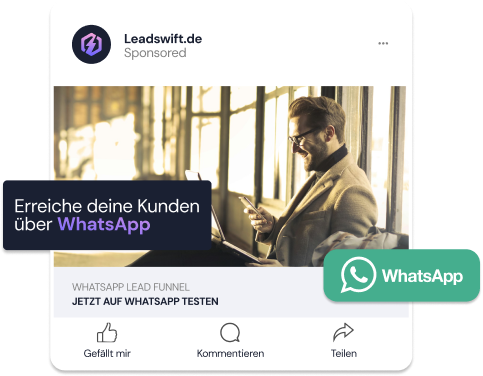 Leadswift.de
Sponsored
Erreiche deine Kunden
über WhatsApp
WhatsApp
WHATSAPP LEAD FUNNEL
JETZT AUF WHATSAPP TESTEN
Gefällt mir
Kommentieren
Teilen